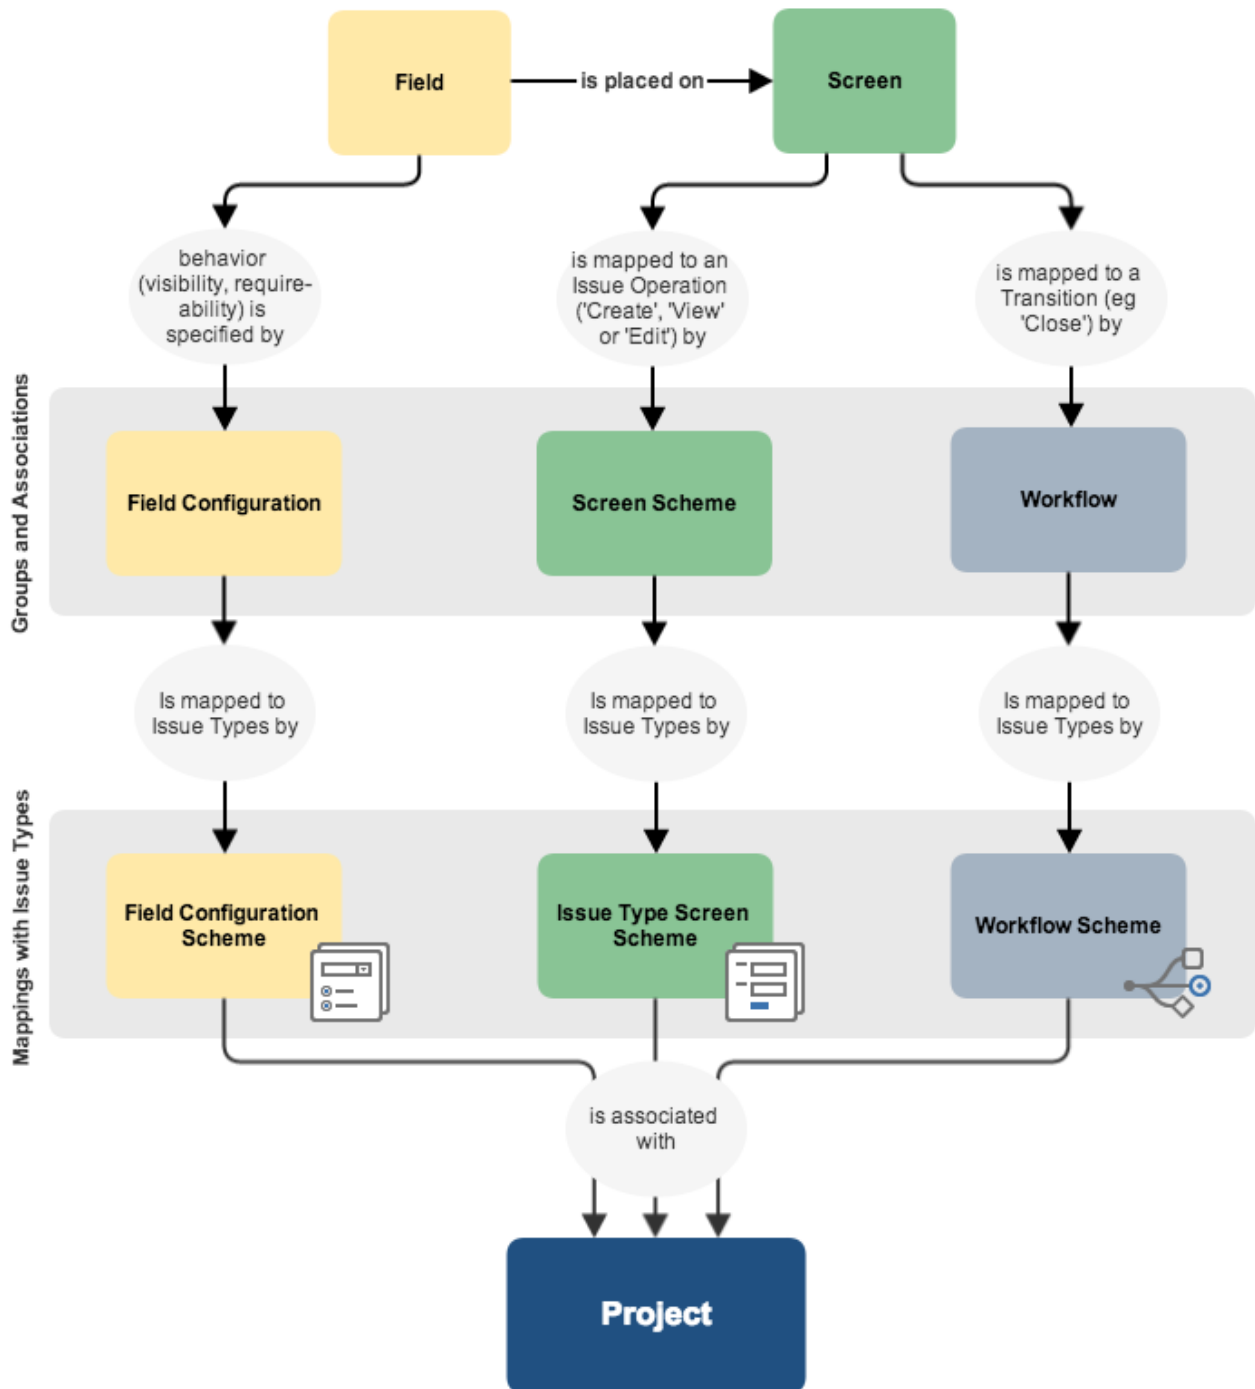 Field
is placed on
Screen
behavior
(visibility, require-
ability) is
specified by
is mapped to an
Issue Operation
('Create', 'View'
or 'Edit') by
is mapped to a
Transition (eg
'Close') by
Groups and Associations
Field Configuration
Screen Scheme
Workflow
Is mapped to
Issue Types by
Is mapped to
Issue Types by
Is mapped to
Issue Types by
Mappings with Issue Types
Field Configuration
Scheme
Issue Type Screen
Scheme
Workflow Scheme
is associated
with
Project